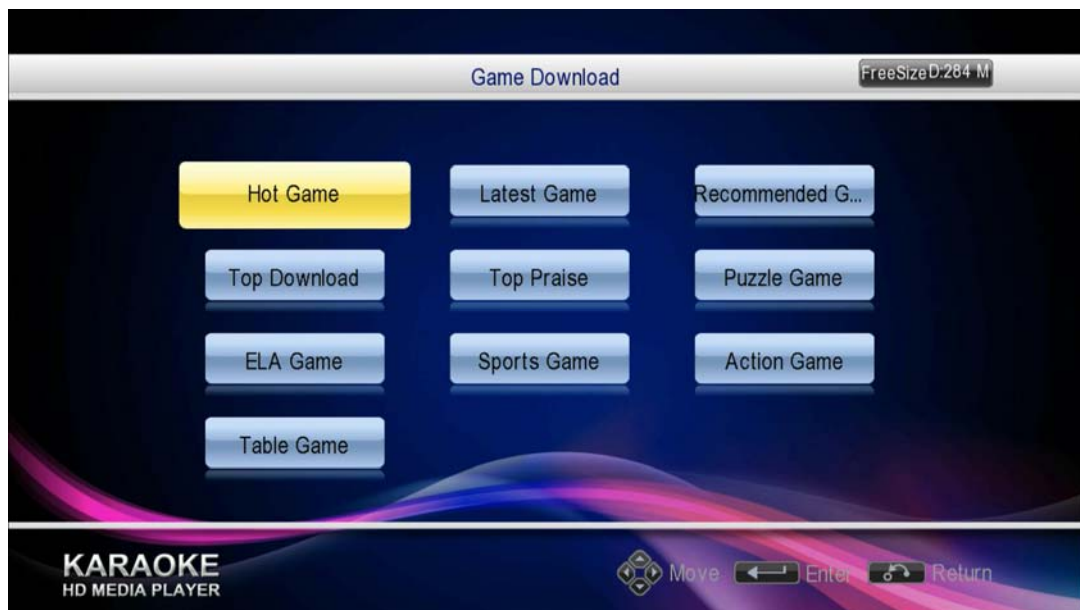 Game Download
FreeSize D:284 M
Hot Game
Latest Game
Recommended G...
Top Download
Top Praise
Puzzle Game
ELA Game
Sports Game
Action Game
Table Game
KARAOKE
HD MEDIA PLAYER
Move
Enter
Return